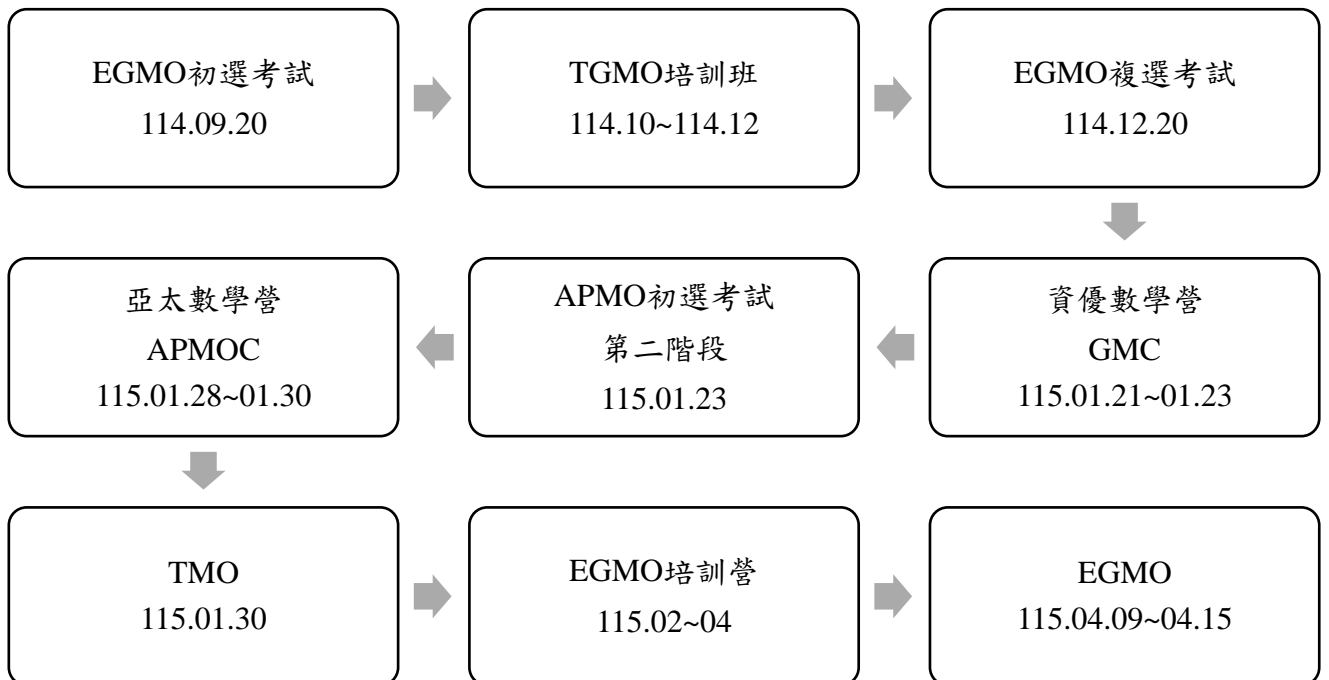 EGMO初選考試
114.09.20
TGMO培訓班
114.10~114.12
EGMO複選考試
114.12.20
資優數學營
GMC
115.01.21~01.23
APMO初選考試
第二階段
115.01.23
亞太數學營
APMOC
115.01.28~01.30
TMO
115.01.30
EGMO培訓營
115.02~04
EGMO
115.04.09~04.15